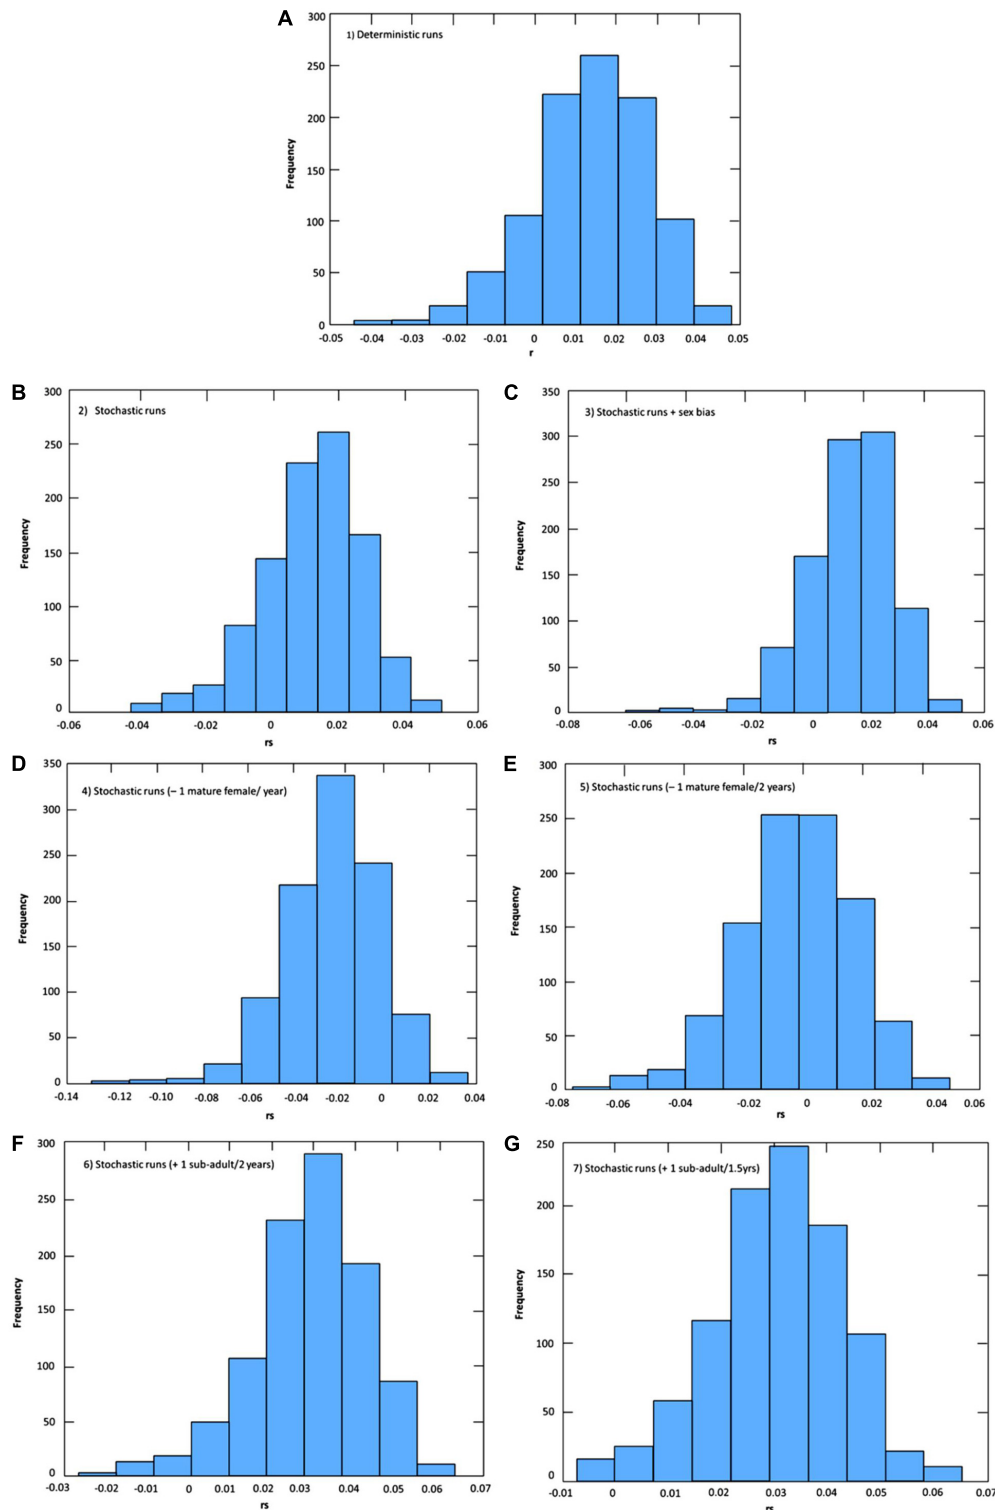 A
1) Deterministic runs
300
250
200
150
100
50
0
Frequency
-0.05 -0.04 -0.03 -0.02 -0.01 0 0.01 0.02 0.03 0.04 0.05
r
B
2) Stochastic runs
300
250
200
150
100
50
0
Frequency
-0.06 -0.04 -0.02 0 0.02 0.04 0.06
rs
C
3) Stochastic runs + sex bias
350
300
250
200
150
100
50
0
Frequency
-0.08 -0.06 -0.04 -0.02 0 0.02 0.04 0.06
rs
D
4) Stochastic runs (– 1 mature female/ year)
350
300
250
200
150
100
50
0
Frequency
-0.14 -0.12 -0.10 -0.08 -0.06 -0.04 -0.02 0 0.02 0.04
rs
E
5) Stochastic runs (– 1 mature female/2 years)
300
250
200
150
100
50
0
Frequency
-0.08 -0.06 -0.04 -0.02 0 0.02 0.04 0.06
rs
F
6) Stochastic runs (+ 1 sub-adult/2 years)
300
250
200
150
100
50
0
Frequency
-0.03 -0.02 -0.01 0 0.01 0.02 0.03 0.04 0.05 0.06 0.07
rs
G
7) Stochastic runs (+ 1 sub-adult/1.5yrs)
250
200
150
100
50
0
Frequency
-0.01 0 0.01 0.02 0.03 0.04 0.05 0.06 0.07
rs